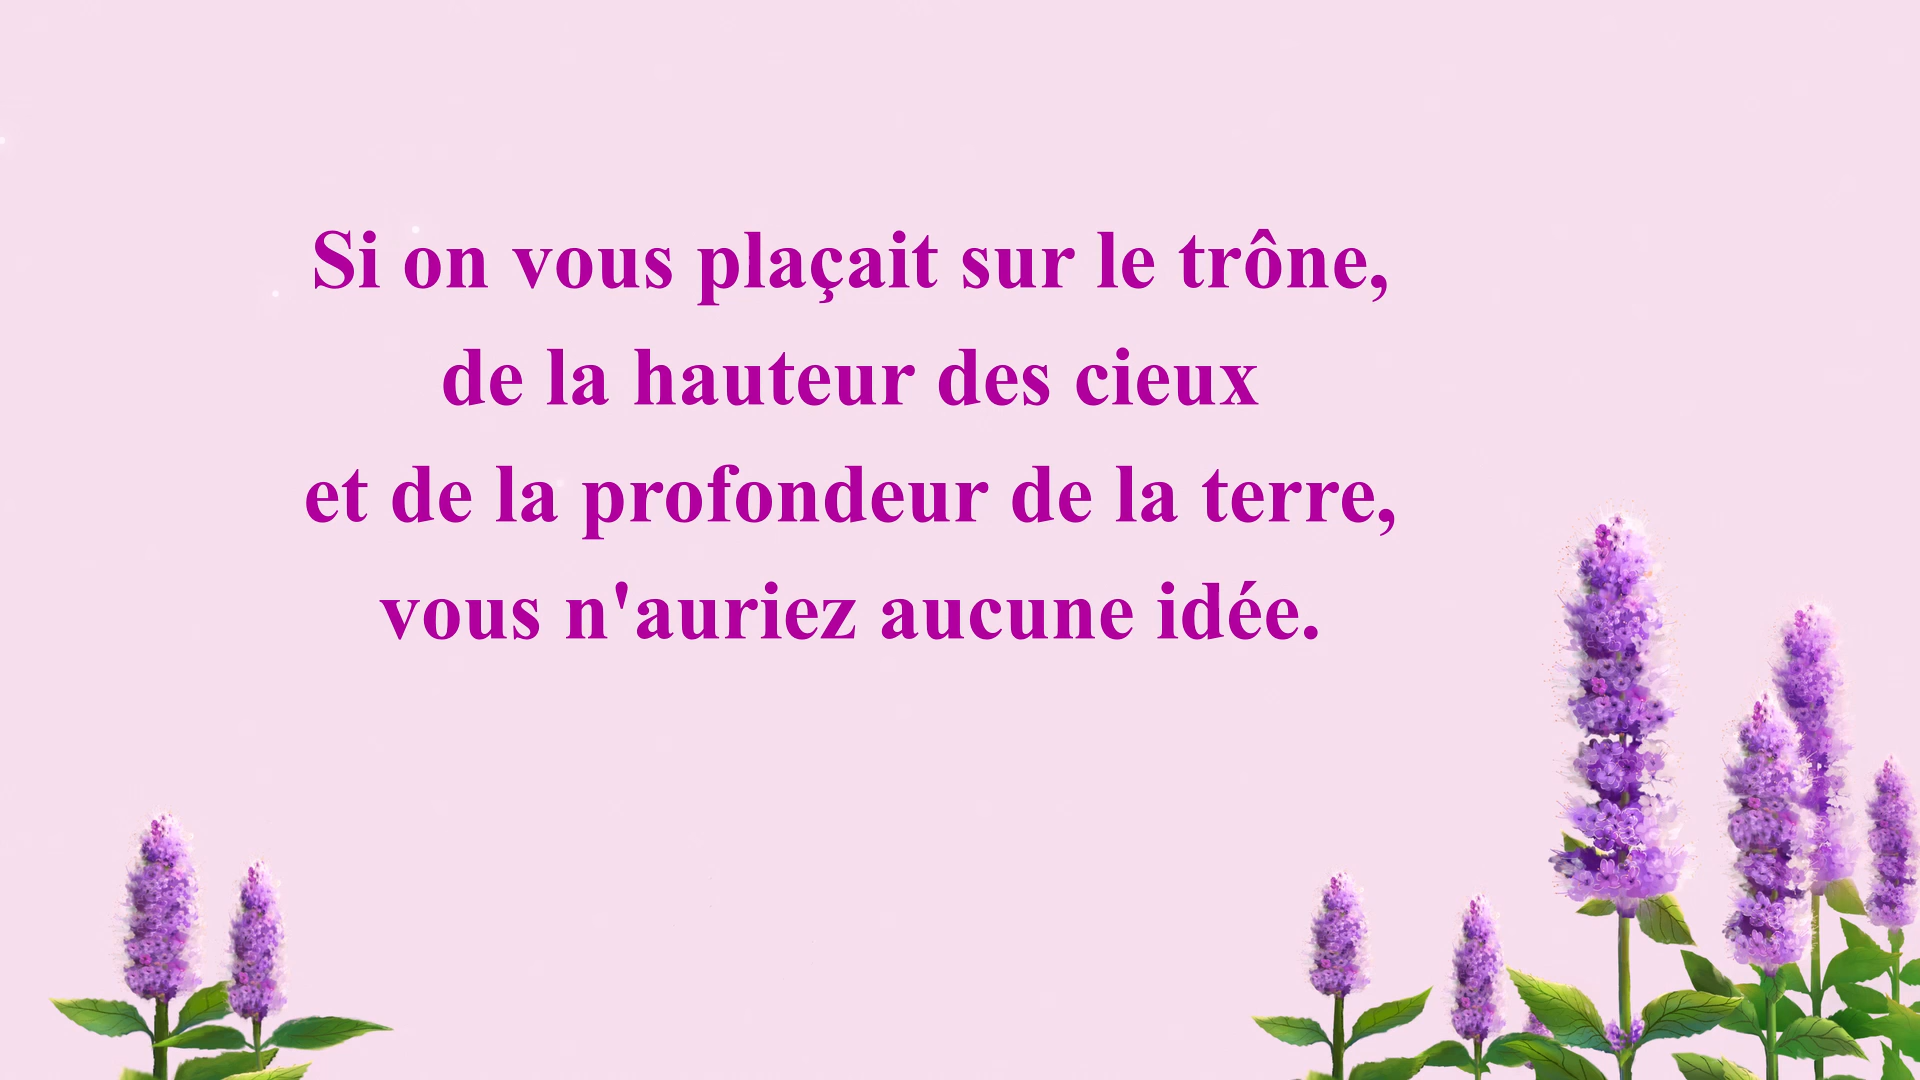 Si on vous plaçait sur le trône,
de la hauteur des cieux
et de la profondeur de la terre,
vous n'auriez aucune idée.